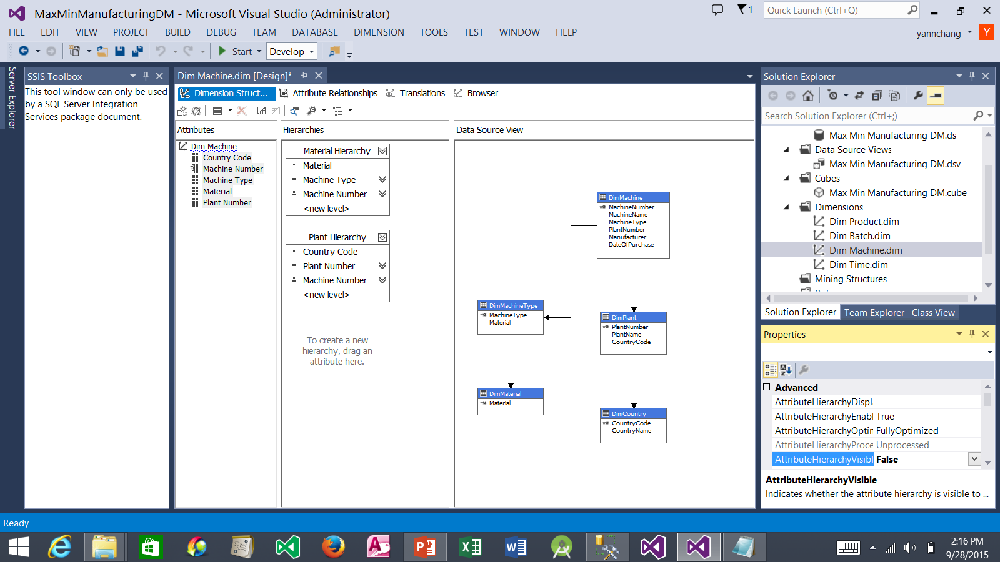 MaxMinManufacturingDM - Microsoft Visual Studio (Administrator)
1
Quick Launch (Ctrl+Q)
FILE EDIT VIEW PROJECT BUILD DEBUG TEAM DATABASE DIMENSION TOOLS TEST WINDOW HELP
yannchang
Y
Start
Develop
Server Explorer
SSIS Toolbox
This tool window can only be used
by a SQL Server Integration
Services package document.
Dim Machine.dim [Design]*
Dimension Struct...
Attribute Relationships
Translations
Browser
Attributes
Dim Machine
Country Code
Machine Number
Machine Type
Material
Plant Number
Hierarchies
Material Hierarchy
Material
Machine Type
Machine Number
<new level>
Plant Hierarchy
Country Code
Plant Number
Machine Number
<new level>
To create a new
hierarchy, drag an
attribute here.
Data Source View
DimMachine
MachineNumber
MachineName
MachineType
PlantNumber
Manufacturer
DateOfPurchase
DimMachineType
MachineType
Material
DimPlant
PlantNumber
PlantName
CountryCode
DimMaterial
Material
DimCountry
CountryCode
CountryName
Solution Explorer
Search Solution Explorer (Ctrl+;)
Max Min Manufacturing DM.ds
Data Source Views
Max Min Manufacturing DM.dsv
Cubes
Max Min Manufacturing DM.cube
Dimensions
Dim Product.dim
Dim Batch.dim
Dim Machine.dim
Dim Time.dim
Mining Structures
Solution Explorer
Team Explorer
Class View
Properties
Advanced
AttributeHierarchyDispl
AttributeHierarchyEnabl True
AttributeHierarchyOptin FullyOptimized
AttributeHierarchyProce Unprocessed
AttributeHierarchyVisibl False
AttributeHierarchyVisible
Indicates whether the attribute hierarchy is visible to ...
Ready
2:16 PM
9/28/2015